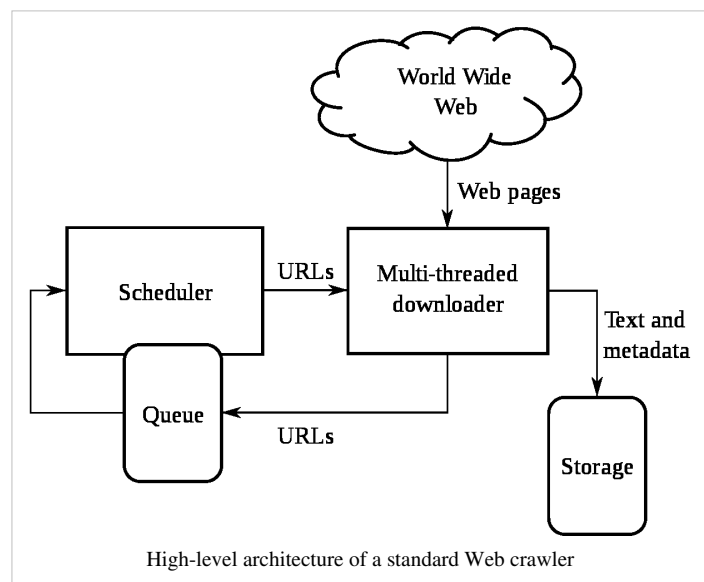 World Wide
Web
Web pages
Scheduler
URLs
Multi-threaded
downloader
Text and
metadata
Queue
URLs
Storage
High-level architecture of a standard Web crawler